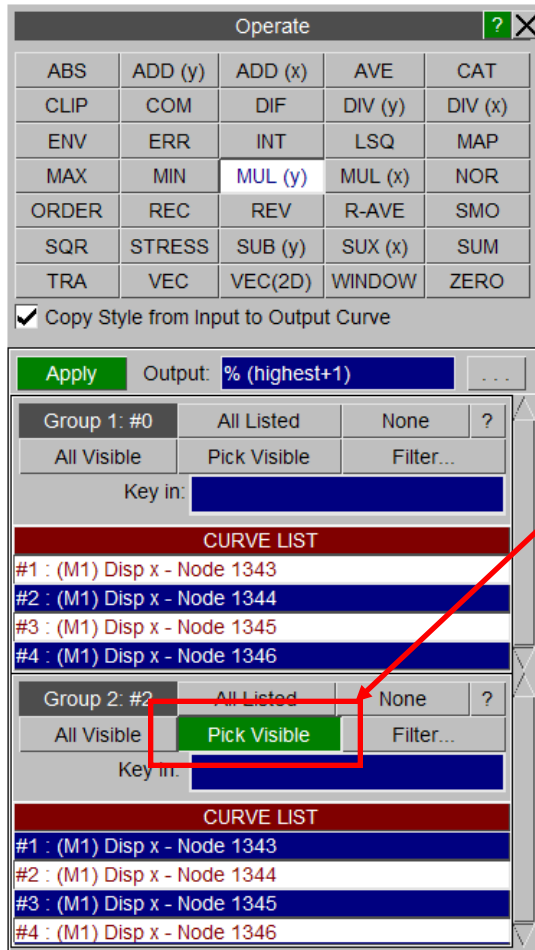 Operate ?
ABS ADD (y) ADD (x) AVE CAT
CLIP COM DIF DIV (y) DIV (x)
ENV ERR INT LSQ MAP
MAX MIN MUL (y) MUL (x) NOR
ORDER REC REV R-AVE SMO
SQR STRESS SUB (y) SUX (x) SUM
TRA VEC VEC(2D) WINDOW ZERO
Copy Style from Input to Output Curve
Apply Output: % (highest+1) ...
Group 1: #0 All Listed None ?
All Visible Pick Visible Filter...
Key in:
CURVE LIST
#1 : (M1) Disp x - Node 1343
#2 : (M1) Disp x - Node 1344
#3 : (M1) Disp x - Node 1345
#4 : (M1) Disp x - Node 1346
Group 2: #2 All Listed None ?
All Visible Pick Visible Filter...
Key in:
CURVE LIST
#1 : (M1) Disp x - Node 1343
#2 : (M1) Disp x - Node 1344
#3 : (M1) Disp x - Node 1345
#4 : (M1) Disp x - Node 1346